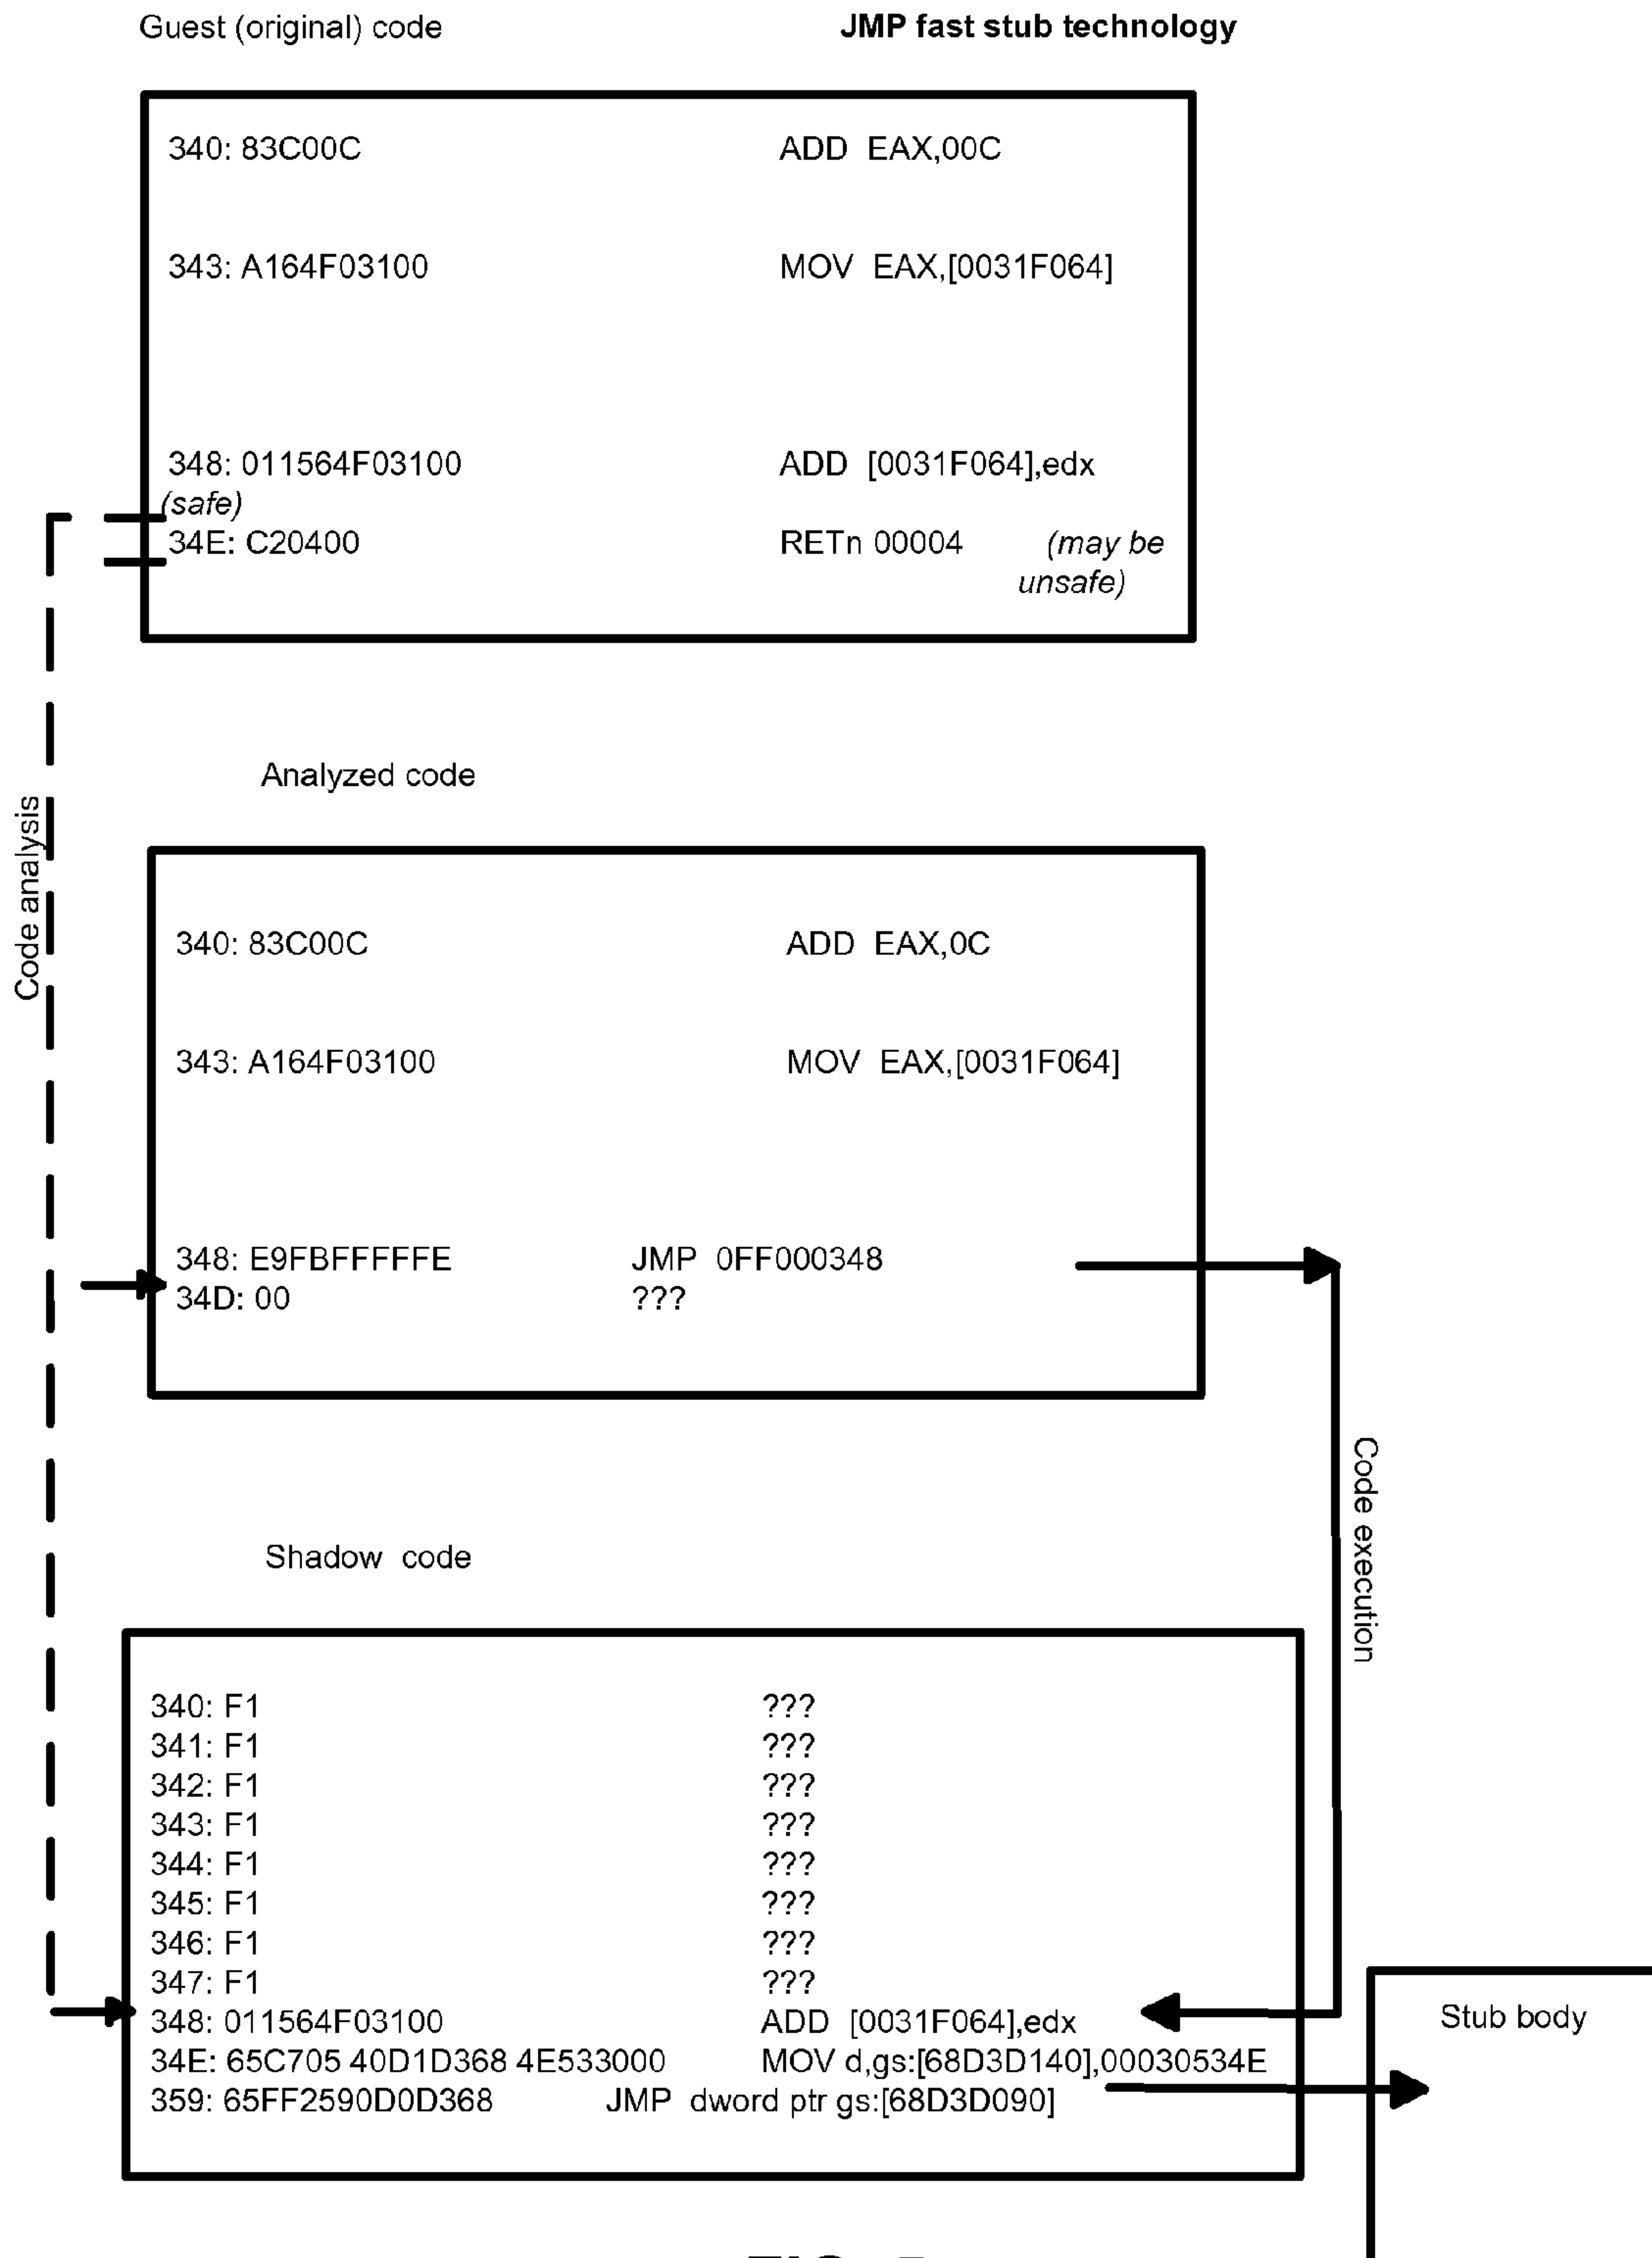 Guest (original) code JMP fast stub technology
340: 83C00C ADD EAX,00C
343: A164F03100 MOV EAX,[0031F064]
348: 011564F03100 ADD [0031F064],edx
(safe)
34E: C20400 RETn 00004 (may be
unsafe)
Code analysis
Analyzed code
340: 83C00C ADD EAX,0C
343: A164F03100 MOV EAX,[0031F064]
348: E9FBFFFFFE JMP 0FF000348
34D: 00 ???
Code execution
Shadow code
340: F1 ???
341: F1 ???
342: F1 ???
343: F1 ???
344: F1 ???
345: F1 ???
346: F1 ???
347: F1 ???
348: 011564F03100 ADD [0031F064],edx
34E: 65C705 40D1D368 4E533000 MOV d,gs:[68D3D140],00030534E
359: 65FF2590D0D368 JMP dword ptr gs:[68D3D090]
Stub body